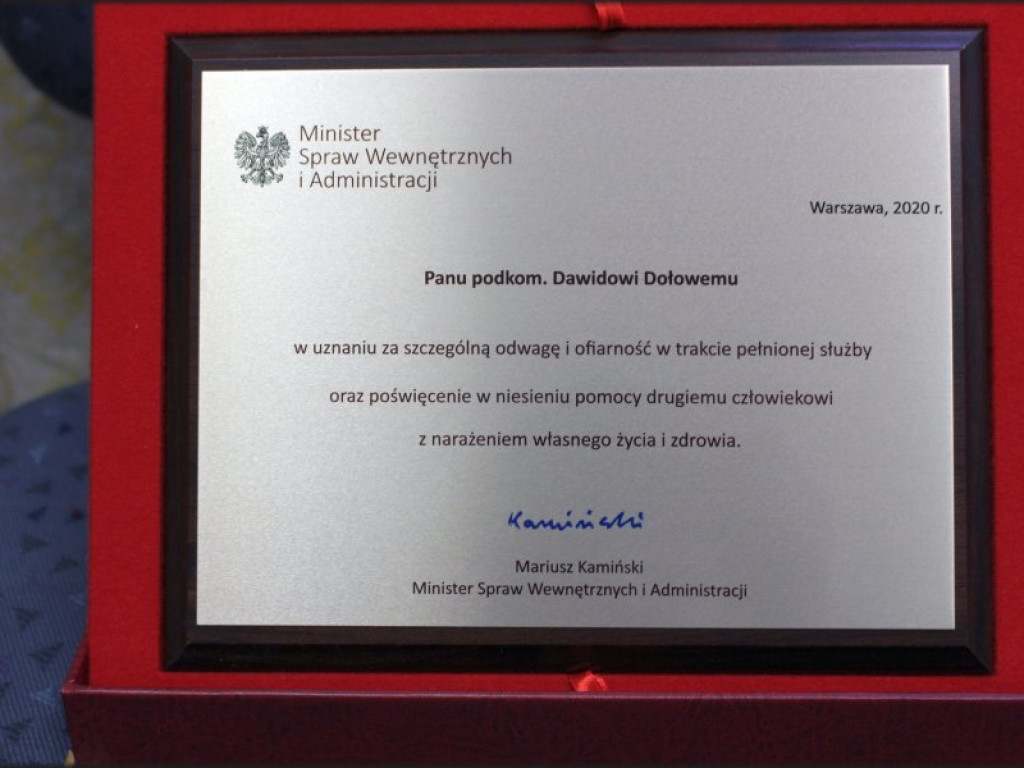 Minister
Spraw Wewnętrznych
i Administracji
Warszawa, 2020 r.
Panu podkom. Dawidowi Dołowemu
w uznaniu za szczególną odwagę i ofiarność w trakcie pełnionej służby
oraz poświęcenie w niesieniu pomocy drugiemu człowiekowi
z narażeniem własnego życia i zdrowia.
Kamiński
Mariusz Kamiński
Minister Spraw Wewnętrznych i Administracji